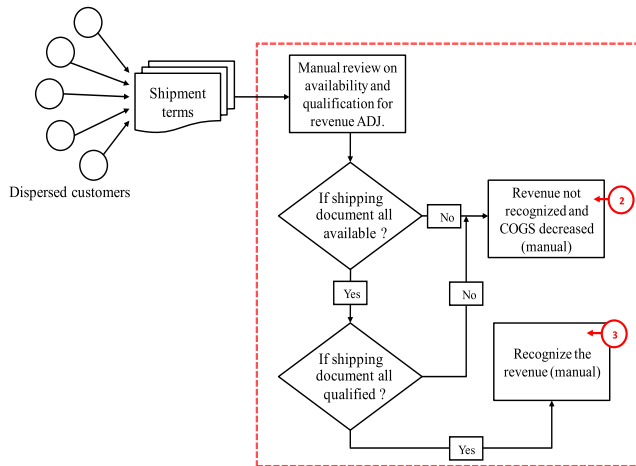 Shipment
terms
Dispersed customers
Manual review on
availability and
qualification for
revenue ADJ.
If shipping
document all
available ?
No
Revenue not
recognized and
COGS decreased
(manual)
2
Yes
No
If shipping
document all
qualified ?
3
Recognize the
revenue (manual)
Yes